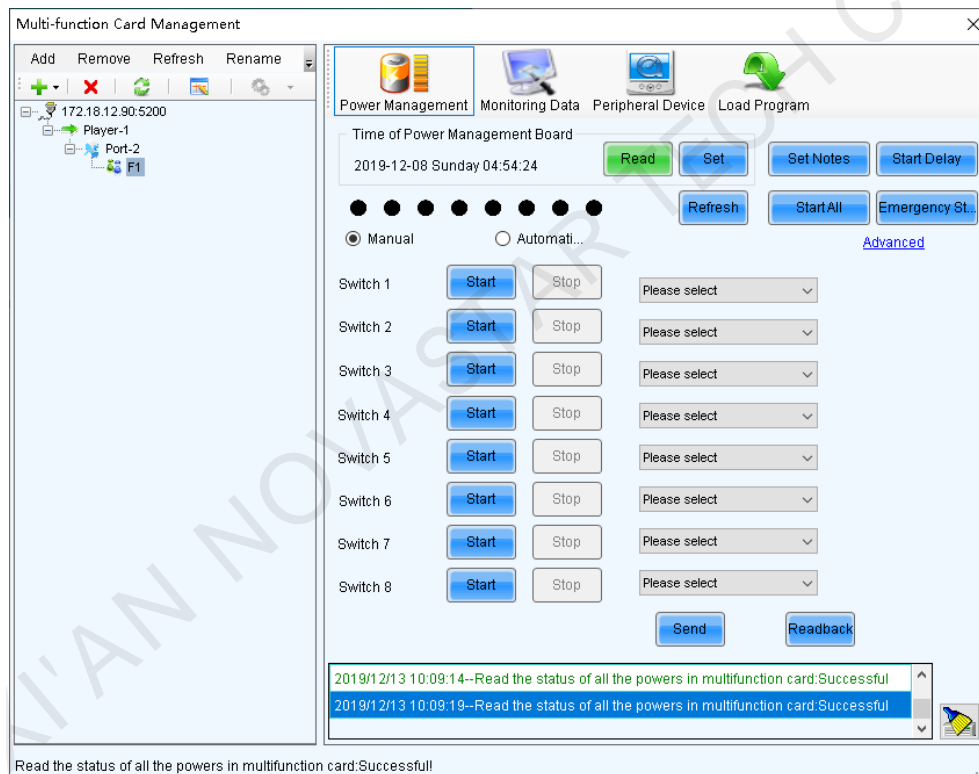 Multi-function Card Management
Add Remove Refresh Rename
172.18.12.90:5200
Player-1
Port-2
F1
Power Management Monitoring Data Peripheral Device Load Program
Time of Power Management Board
2019-12-08 Sunday 04:54:24
Read Set Set Notes Start Delay
Refresh Start All Emergency St...
Manual Automati... Advanced
Switch 1 Start Stop Please select
Switch 2 Start Stop Please select
Switch 3 Start Stop Please select
Switch 4 Start Stop Please select
Switch 5 Start Stop Please select
Switch 6 Start Stop Please select
Switch 7 Start Stop Please select
Switch 8 Start Stop Please select
Send Readback
2019/12/13 10:09:14--Read the status of all the powers in multifunction card:Successful
2019/12/13 10:09:19--Read the status of all the powers in multifunction card:Successful
Read the status of all the powers in multifunction card:Successful!
XI'AN NOVASTAR TECH C